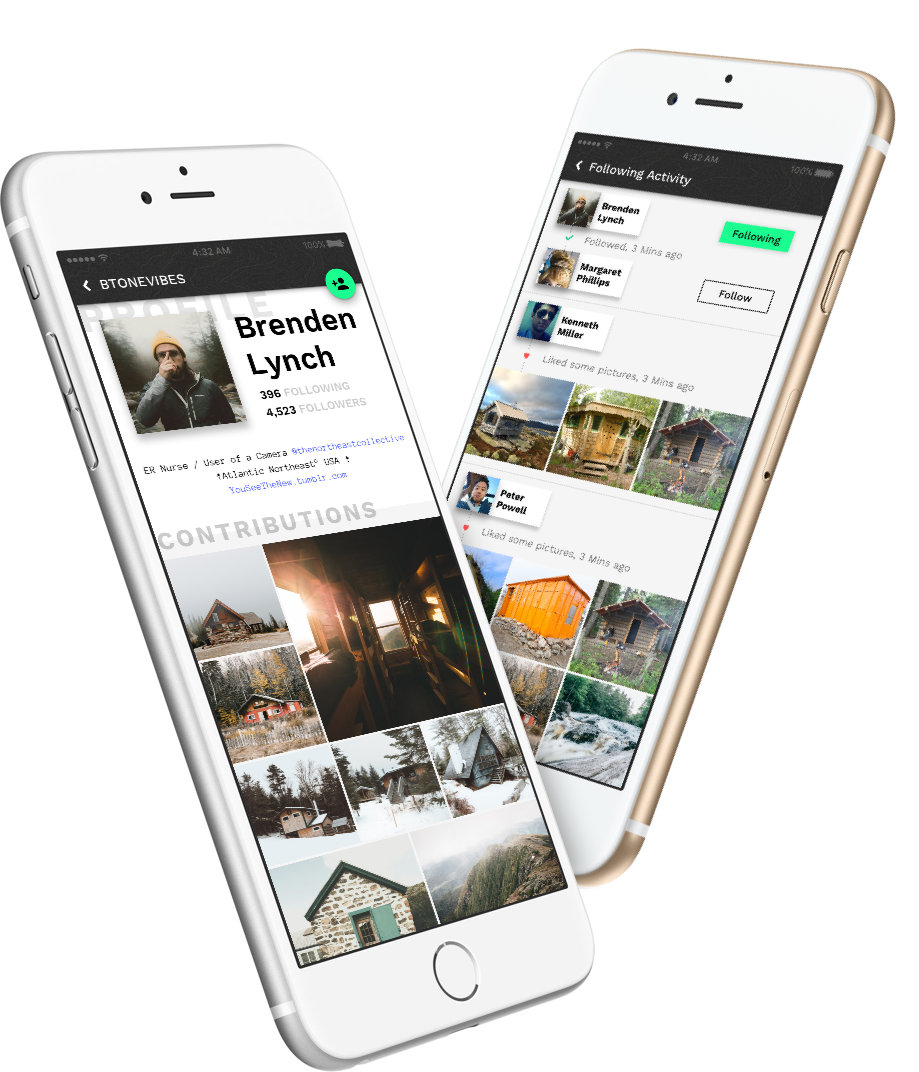 4:32 AM
100%
BTONEVIBES
PROFILE
Brenden
Lynch
396 FOLLOWING
4,523 FOLLOWERS
ER Nurse / User of a Camera @thenortheastcollective
↟Atlantic Northeast° USA ↟
YouSeeTheNew.tumblr.com
CONTRIBUTIONS
4:32 AM
100%
Following Activity
Brenden
Lynch
Following
Followed, 3 Mins ago
Margaret
Phillips
Follow
Kenneth
Miller
Liked some pictures, 3 Mins ago
Peter
Powell
Liked some pictures, 3 Mins ago